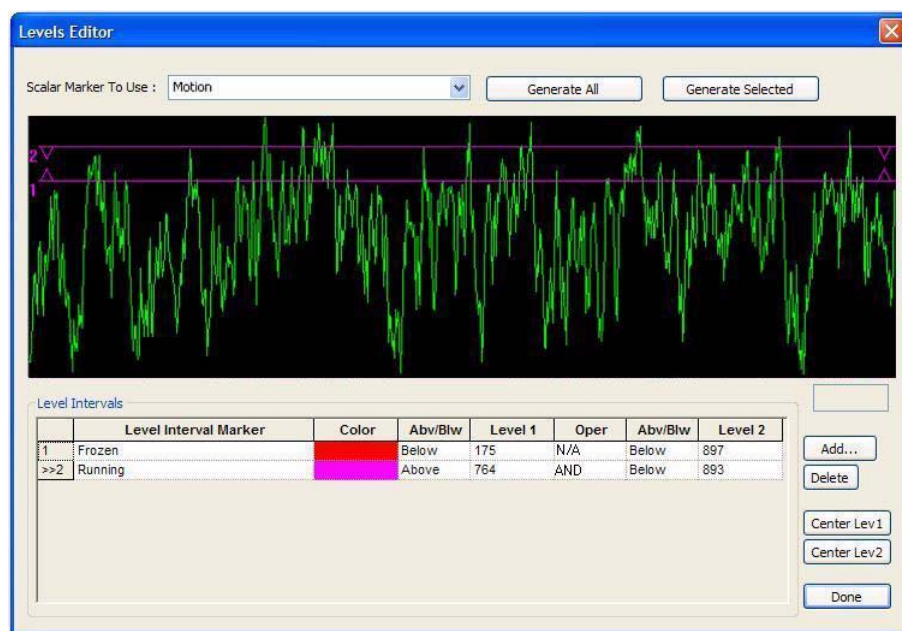 Levels Editor
Scalar Marker To Use : Motion Generate All Generate Selected
2
1
Level Intervals
Level Interval Marker Color Abv/Blw Level 1 Oper Abv/Blw Level 2
1 Frozen Below 175 N/A Below 897
>>2 Running Above 764 AND Below 893
Add...
Delete
Center Lev1
Center Lev2
Done